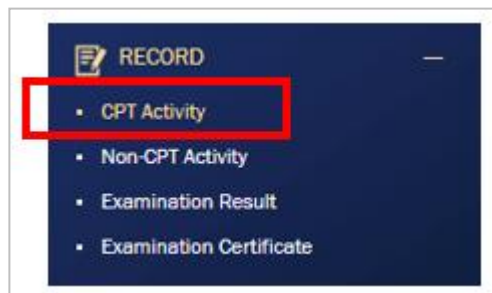 RECORD
CPT Activity
Non-CPT Activity
Examination Result
Examination Certificate